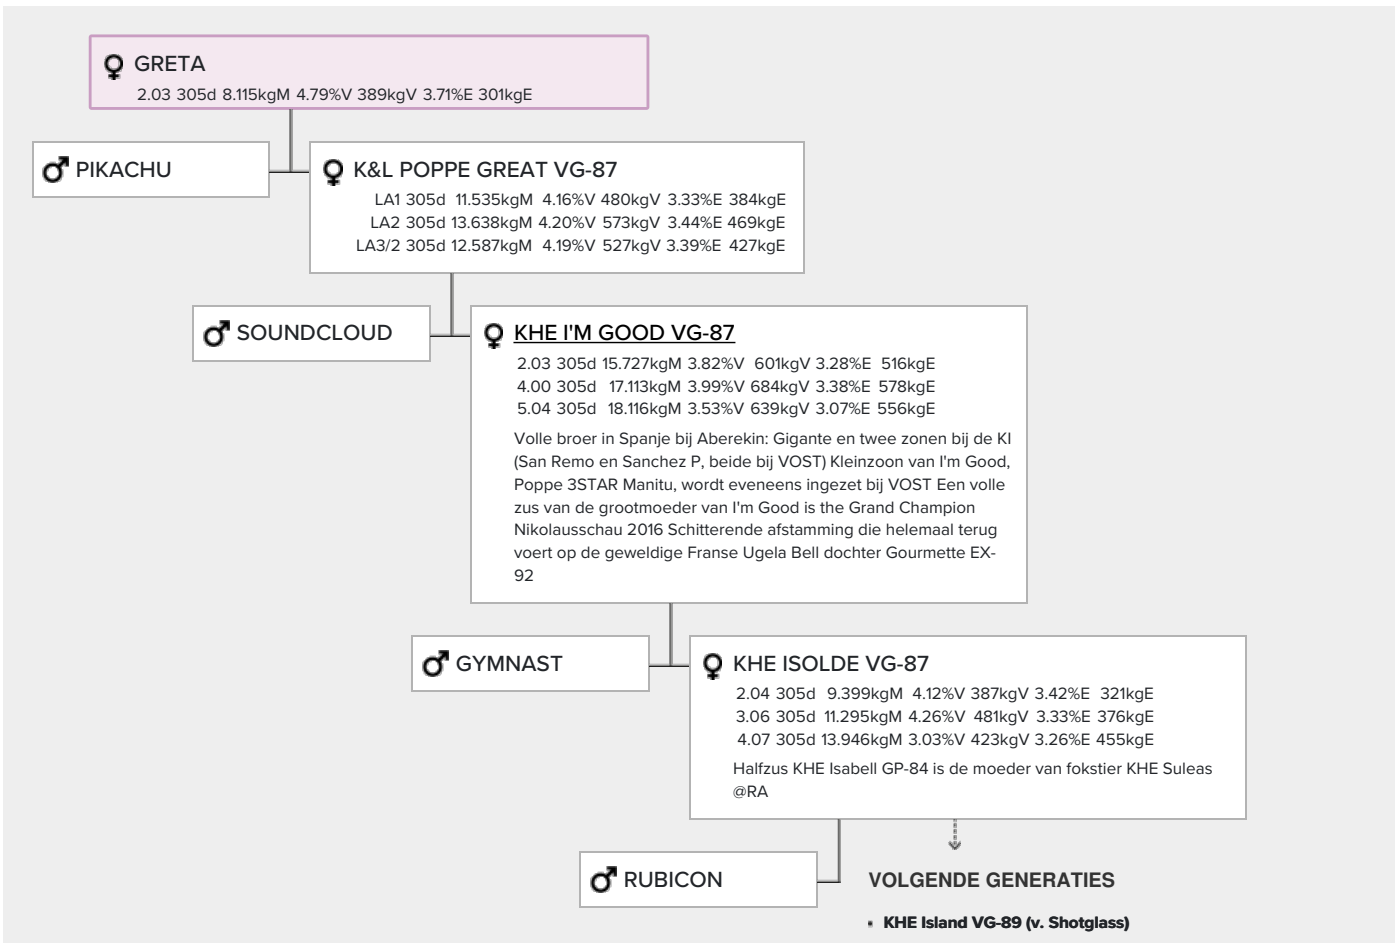 GRETA
2.03 305d 8.115kgM 4.79%V 389kgV 3.71%E 301kgE
PIKACHU
K&L POPPE GREAT VG-87
LA1 305d 11.535kgM 4.16%V 480kgV 3.33%E 384kgE
LA2 305d 13.638kgM 4.20%V 573kgV 3.44%E 469kgE
LA3/2 305d 12.587kgM 4.19%V 527kgV 3.39%E 427kgE
SOUNDCLOUD
KHE I'M GOOD VG-87
2.03 305d 15.727kgM 3.82%V 601kgV 3.28%E 516kgE
4.00 305d 17.113kgM 3.99%V 684kgV 3.38%E 578kgE
5.04 305d 18.116kgM 3.53%V 639kgV 3.07%E 556kgE
Volle broer in Spanje bij Aberekin: Gigante en twee zonen bij de KI
(San Remo en Sanchez P, beide bij VOST) Kleinzoon van I'm Good,
Poppe 3STAR Manitu, wordt eveneens ingezet bij VOST Een volle
zus van de grootmoeder van I'm Good is the Grand Champion
Nikolausschau 2016 Schitterende afstamming die helemaal terug
voert op de geweldige Franse Ugela Bell dochter Gourmette EX-
92
GYMNAST
KHE ISOLDE VG-87
2.04 305d 9.399kgM 4.12%V 387kgV 3.42%E 321kgE
3.06 305d 11.295kgM 4.26%V 481kgV 3.33%E 376kgE
4.07 305d 13.946kgM 3.03%V 423kgV 3.26%E 455kgE
Halfzus KHE Isabell GP-84 is de moeder van fokstier KHE Suleas
@RA
RUBICON
VOLGENDE GENERATIES
▪ KHE Island VG-89 (v. Shotglass)